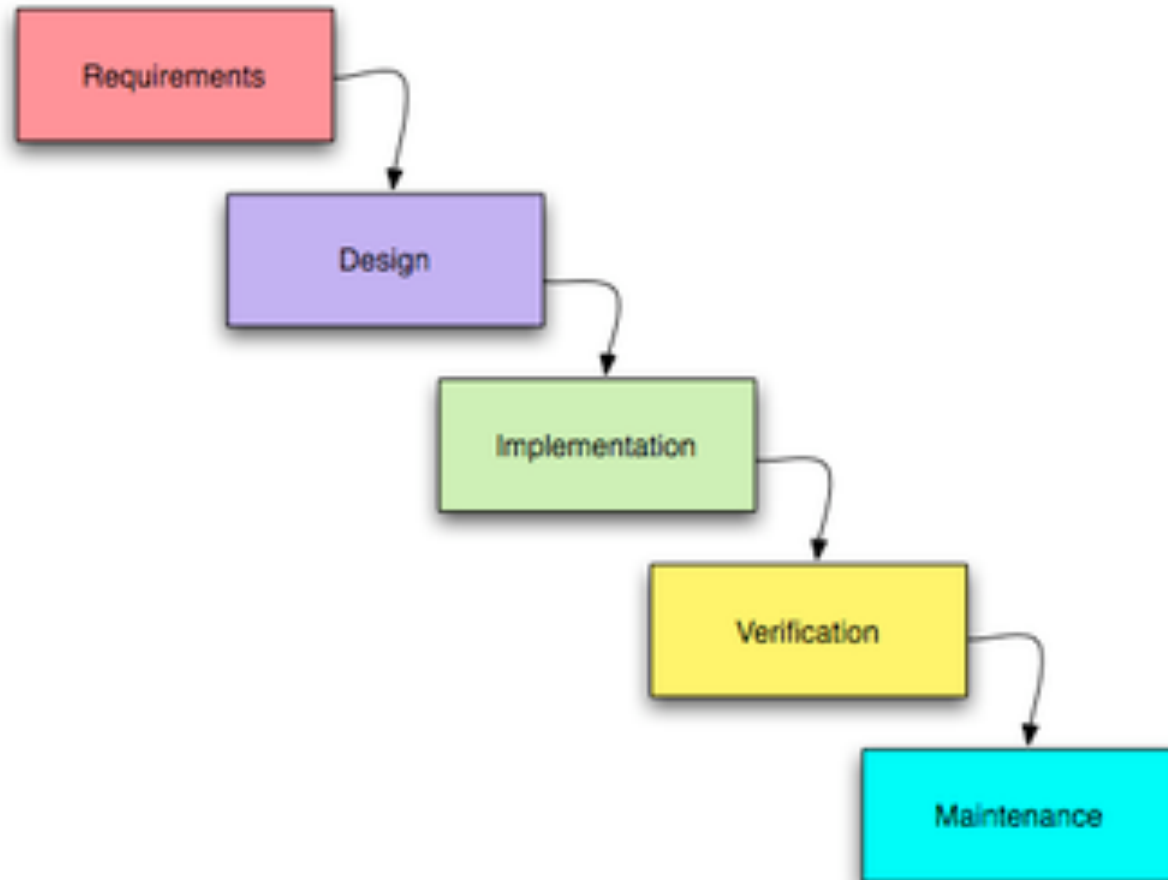 Requirements
Design
Implementation
Verification
Maintenance